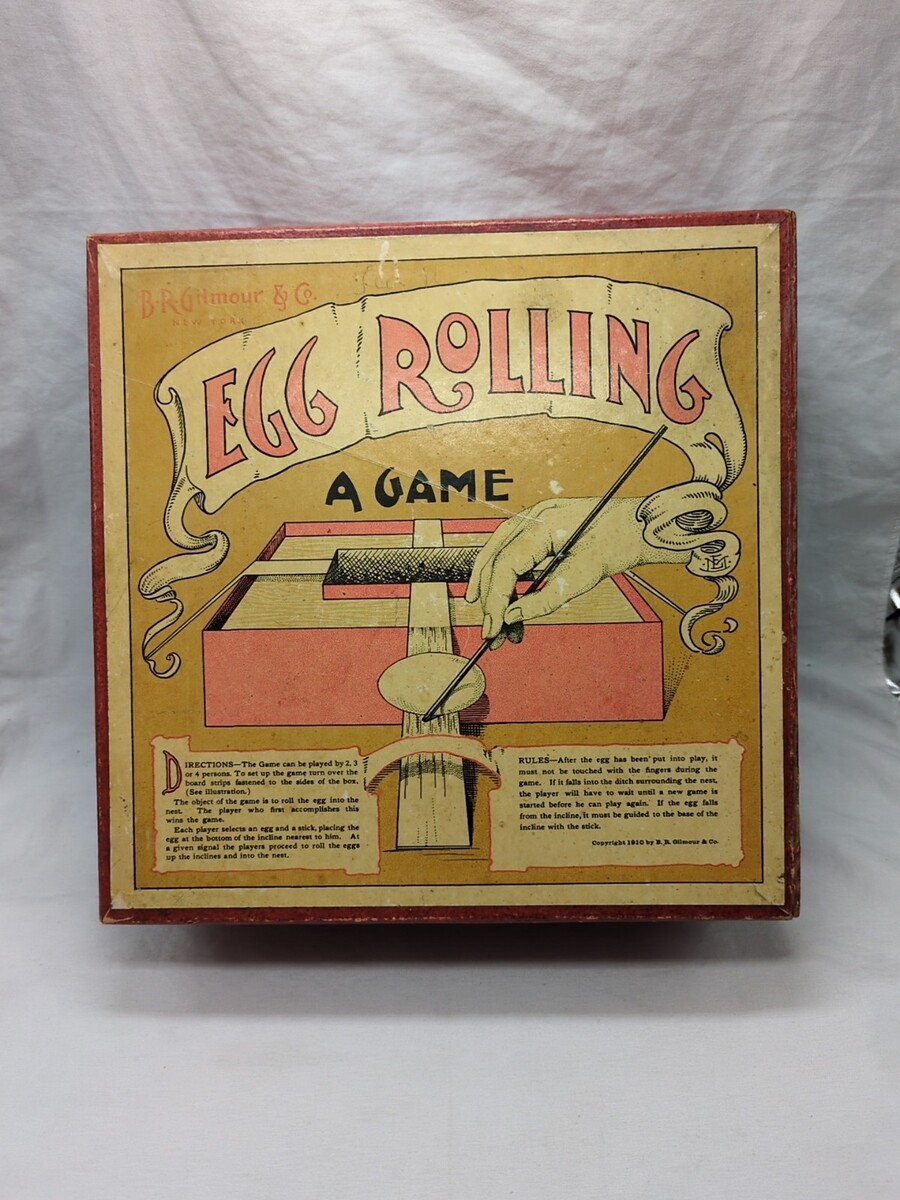 B.R. Gilmour & Co.
NEW YORK
EGG ROLLING
A GAME
DIRECTIONS—The Game can be played by 2, 3
or 4 persons. To set up the game turn over the
board strips fastened to the sides of the box.
(See illustration.)
The object of the game is to roll the egg into the
nest. The player who first accomplishes this
wins the game.
Each player selects an egg and a stick, placing the
egg at the bottom of the incline nearest to him. At
a given signal the players proceed to roll the eggs
up the inclines and into the nest.
RULES—After the egg has been put into play, it
must not be touched with the fingers during the
game. If it falls into the ditch surrounding the nest,
the player will have to wait until a new game is
started before he can play again. If the egg falls
from the incline, it must be guided to the base of the
incline with the stick.
Copyright 1910 by B. R. Gilmour & Co.